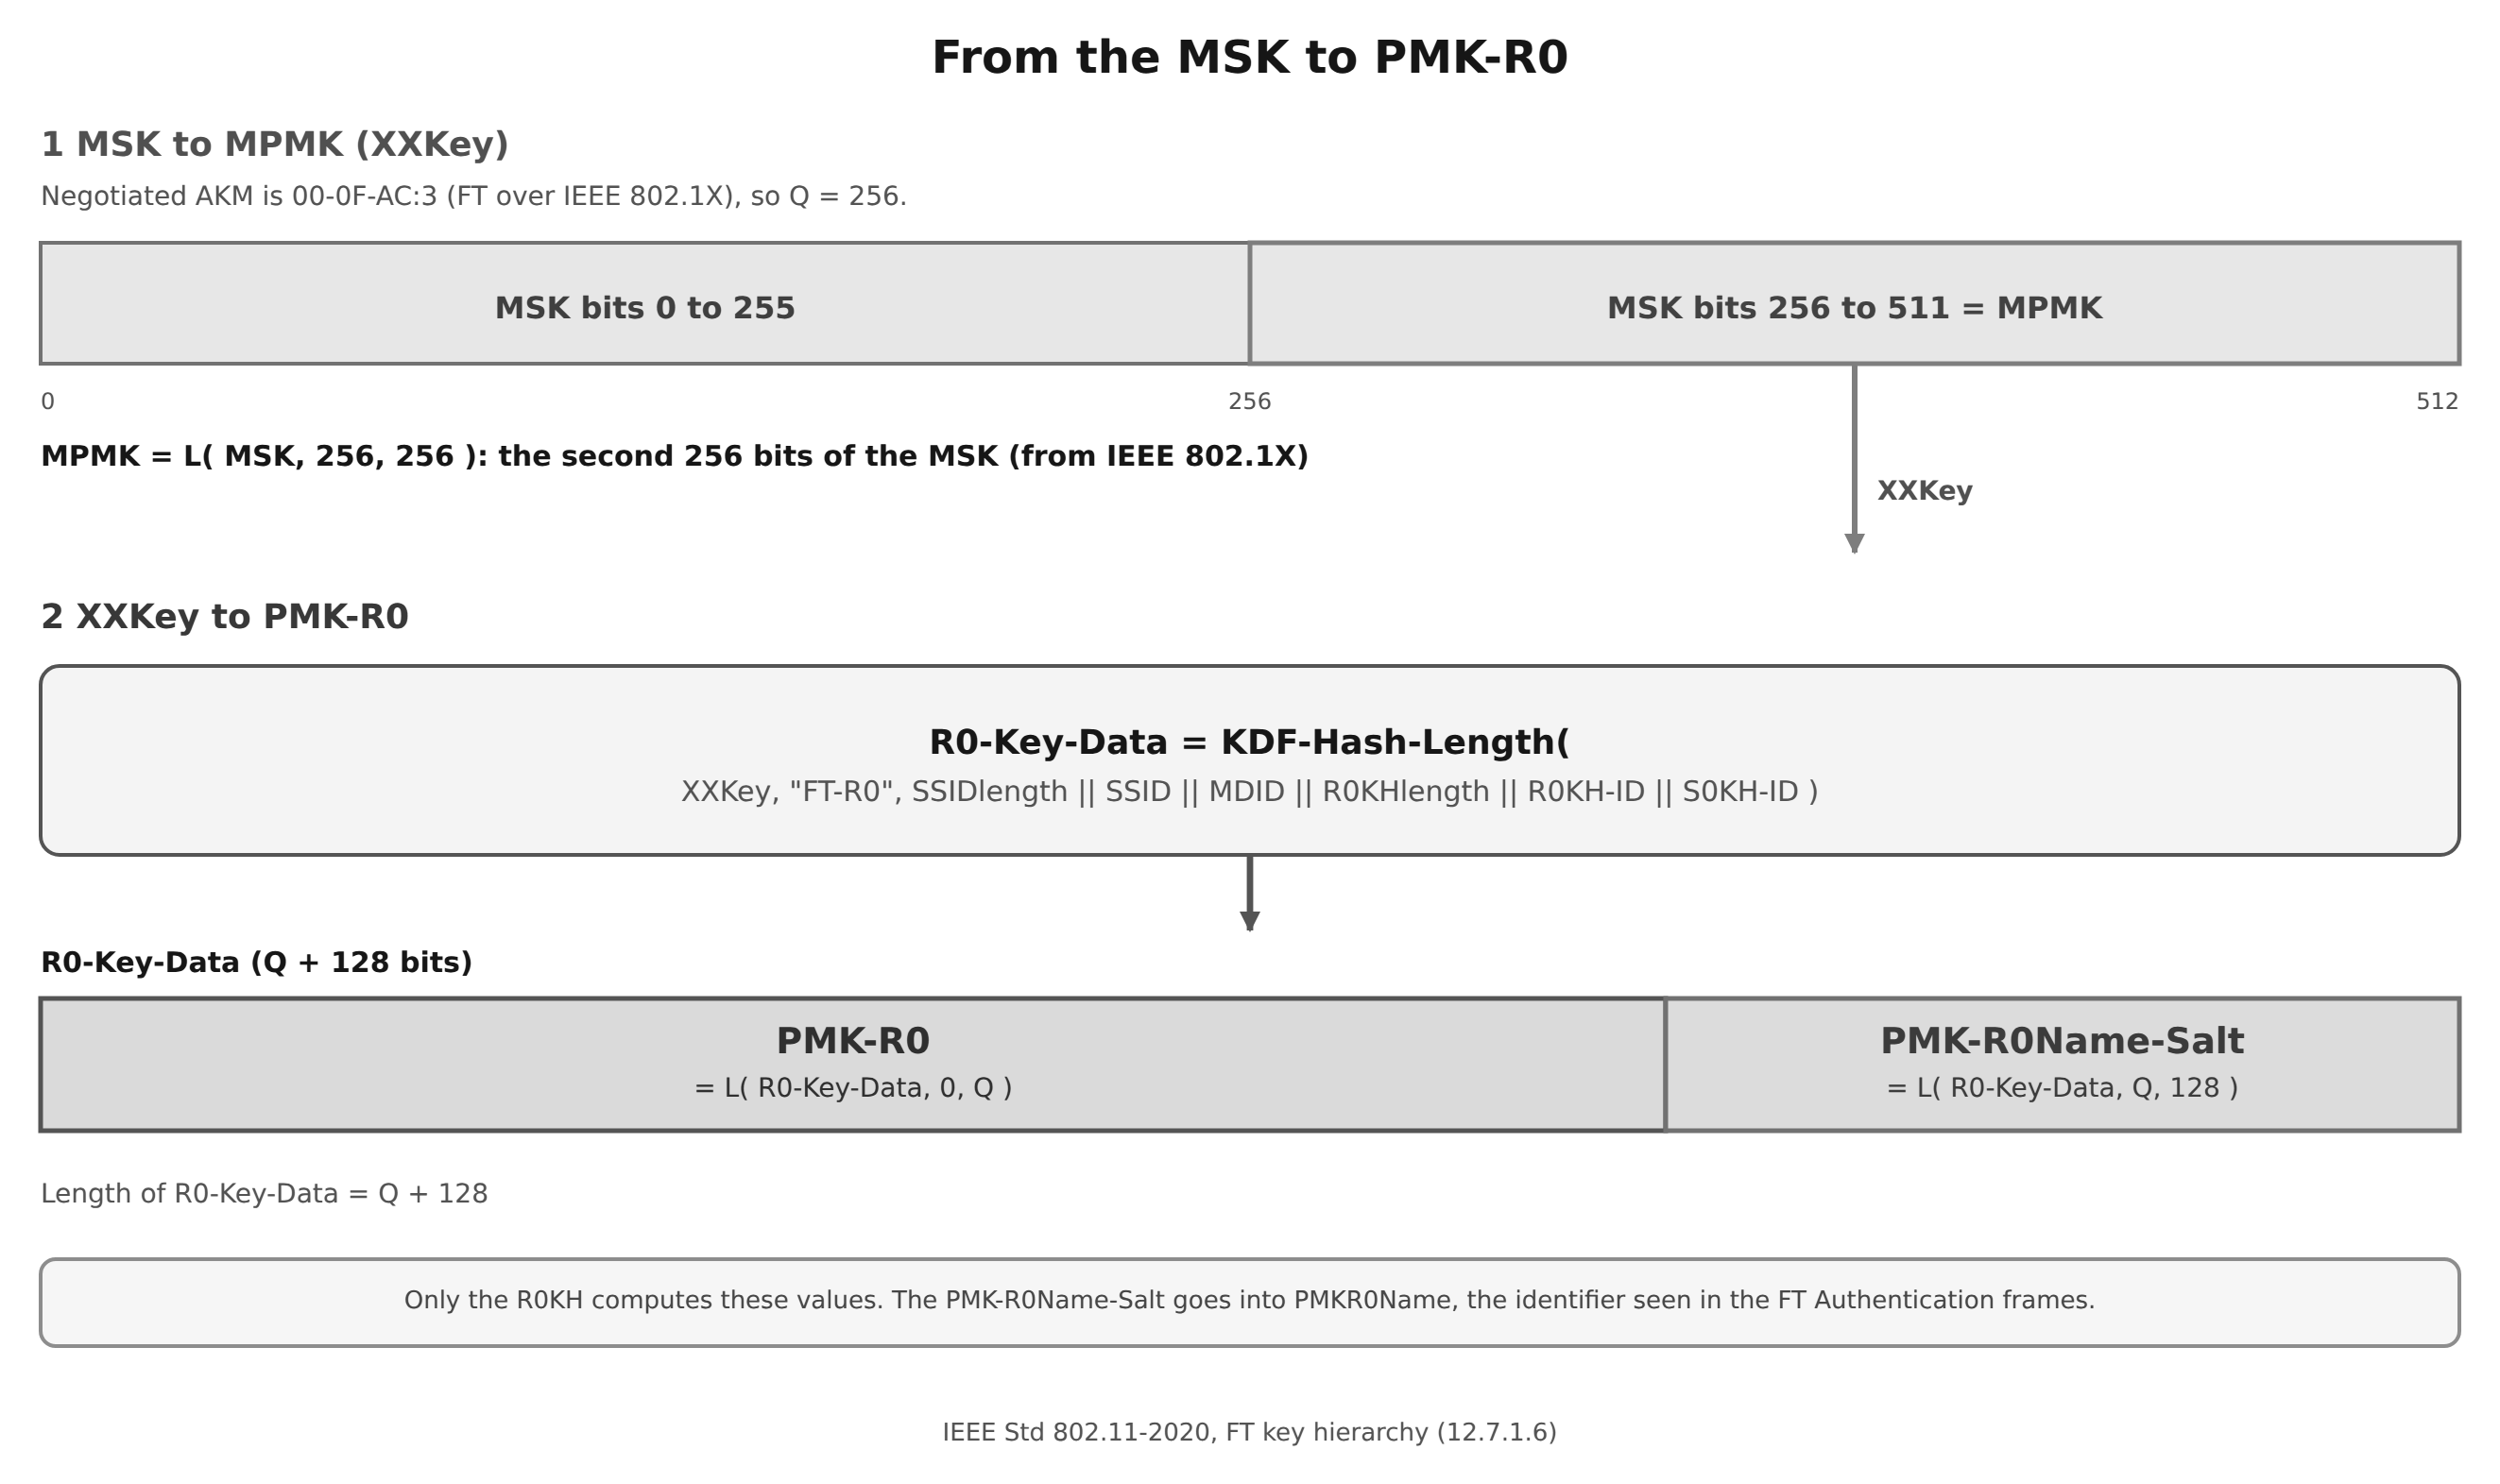 From the MSK to PMK-R0
1 MSK to MPMK (XXKey)
Negotiated AKM is 00-0F-AC:3 (FT over IEEE 802.1X), so Q = 256.
MSK bits 0 to 255
MSK bits 256 to 511 = MPMK
0
256
512
MPMK = L( MSK, 256, 256 ): the second 256 bits of the MSK (from IEEE 802.1X)
XXKey
2 XXKey to PMK-R0
R0-Key-Data = KDF-Hash-Length(
XXKey, "FT-R0", SSIDlength || SSID || MDID || R0KHlength || R0KH-ID || S0KH-ID )
R0-Key-Data (Q + 128 bits)
PMK-R0
= L( R0-Key-Data, 0, Q )
PMK-R0Name-Salt
= L( R0-Key-Data, Q, 128 )
Length of R0-Key-Data = Q + 128
Only the R0KH computes these values. The PMK-R0Name-Salt goes into PMKR0Name, the identifier seen in the FT Authentication frames.
IEEE Std 802.11-2020, FT key hierarchy (12.7.1.6)